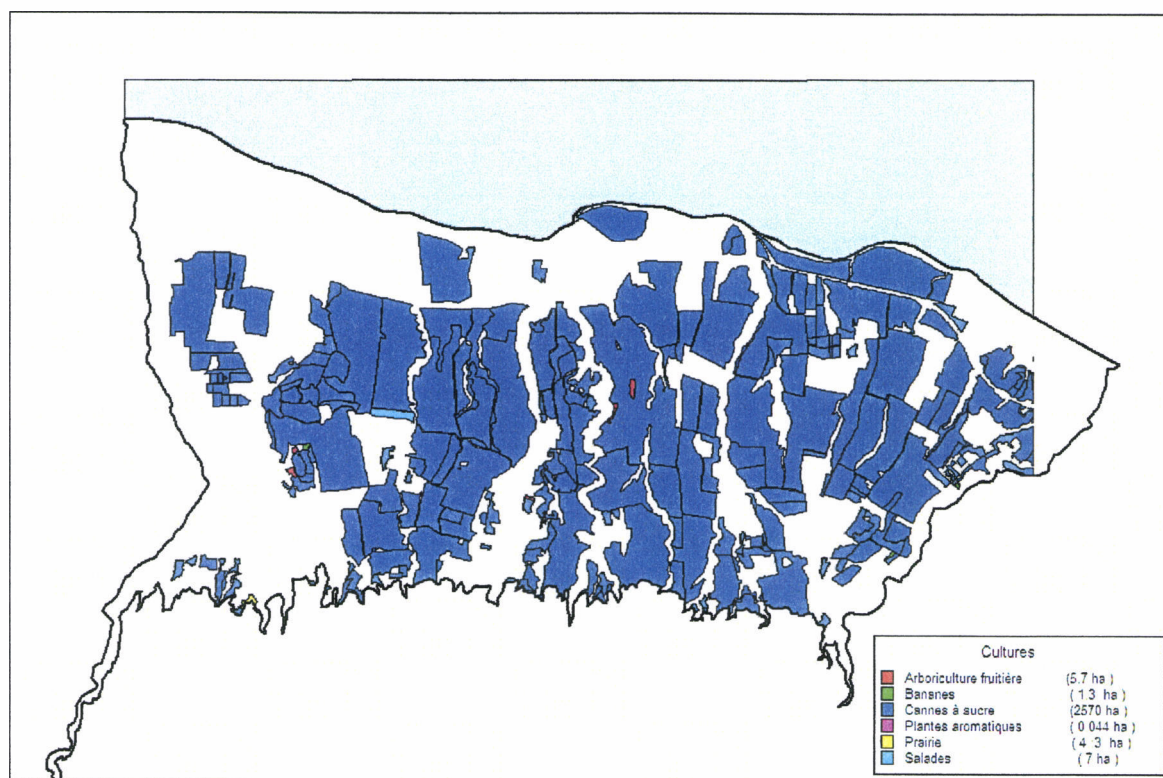 Cultures
Arboriculture fruitière (5.7 ha )
Bananes ( 1.3 ha )
Cannes à sucre (2570 ha )
Plantes aromatiques ( 0.044 ha )
Prairie ( 4.3 ha )
Salades ( 7 ha )